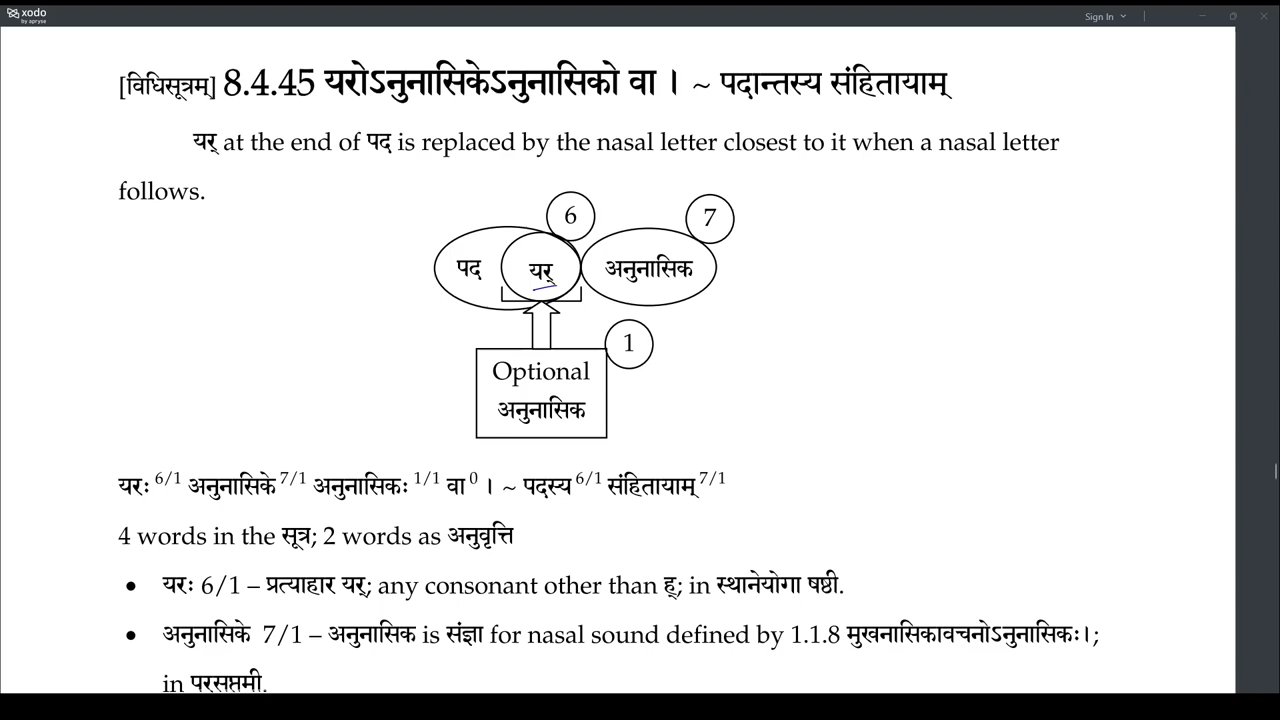 xodo
by apryse
Sign In
[विधिसूत्रम्] 8.4.45 यरोऽनुनासिकेऽनुनासिको वा । ~ पदान्तस्य संहितायाम्
यर् at the end of पद is replaced by the nasal letter closest to it when a nasal letter
follows.
6
7
पद
यर्
अनुनासिक
1
Optional
अनुनासिक
यरः 6/1 अनुनासिके 7/1 अनुनासिकः 1/1 वा 0 । ~ पदस्य 6/1 संहितायाम् 7/1
4 words in the सूत्र; 2 words as अनुवृत्ति
• यरः 6/1 – प्रत्याहार यर्; any consonant other than ह्; in स्थानेयोगा षष्ठी.
• अनुनासिके 7/1 – अनुनासिक is संज्ञा for nasal sound defined by 1.1.8 मुखनासिकावचनोऽनुनासिकः।;
in परसप्तमी.